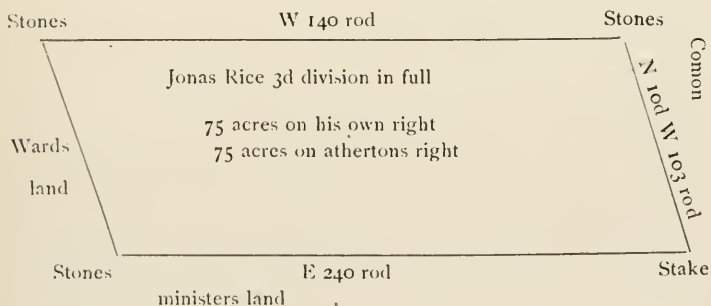 Stones W 140 rod Stones
Comon
Jonas Rice 3d division in full
N 10d W 103 rod
75 acres on his own right
75 acres on athertons right
Wards
land
Stones E 240 rod Stake
ministers land